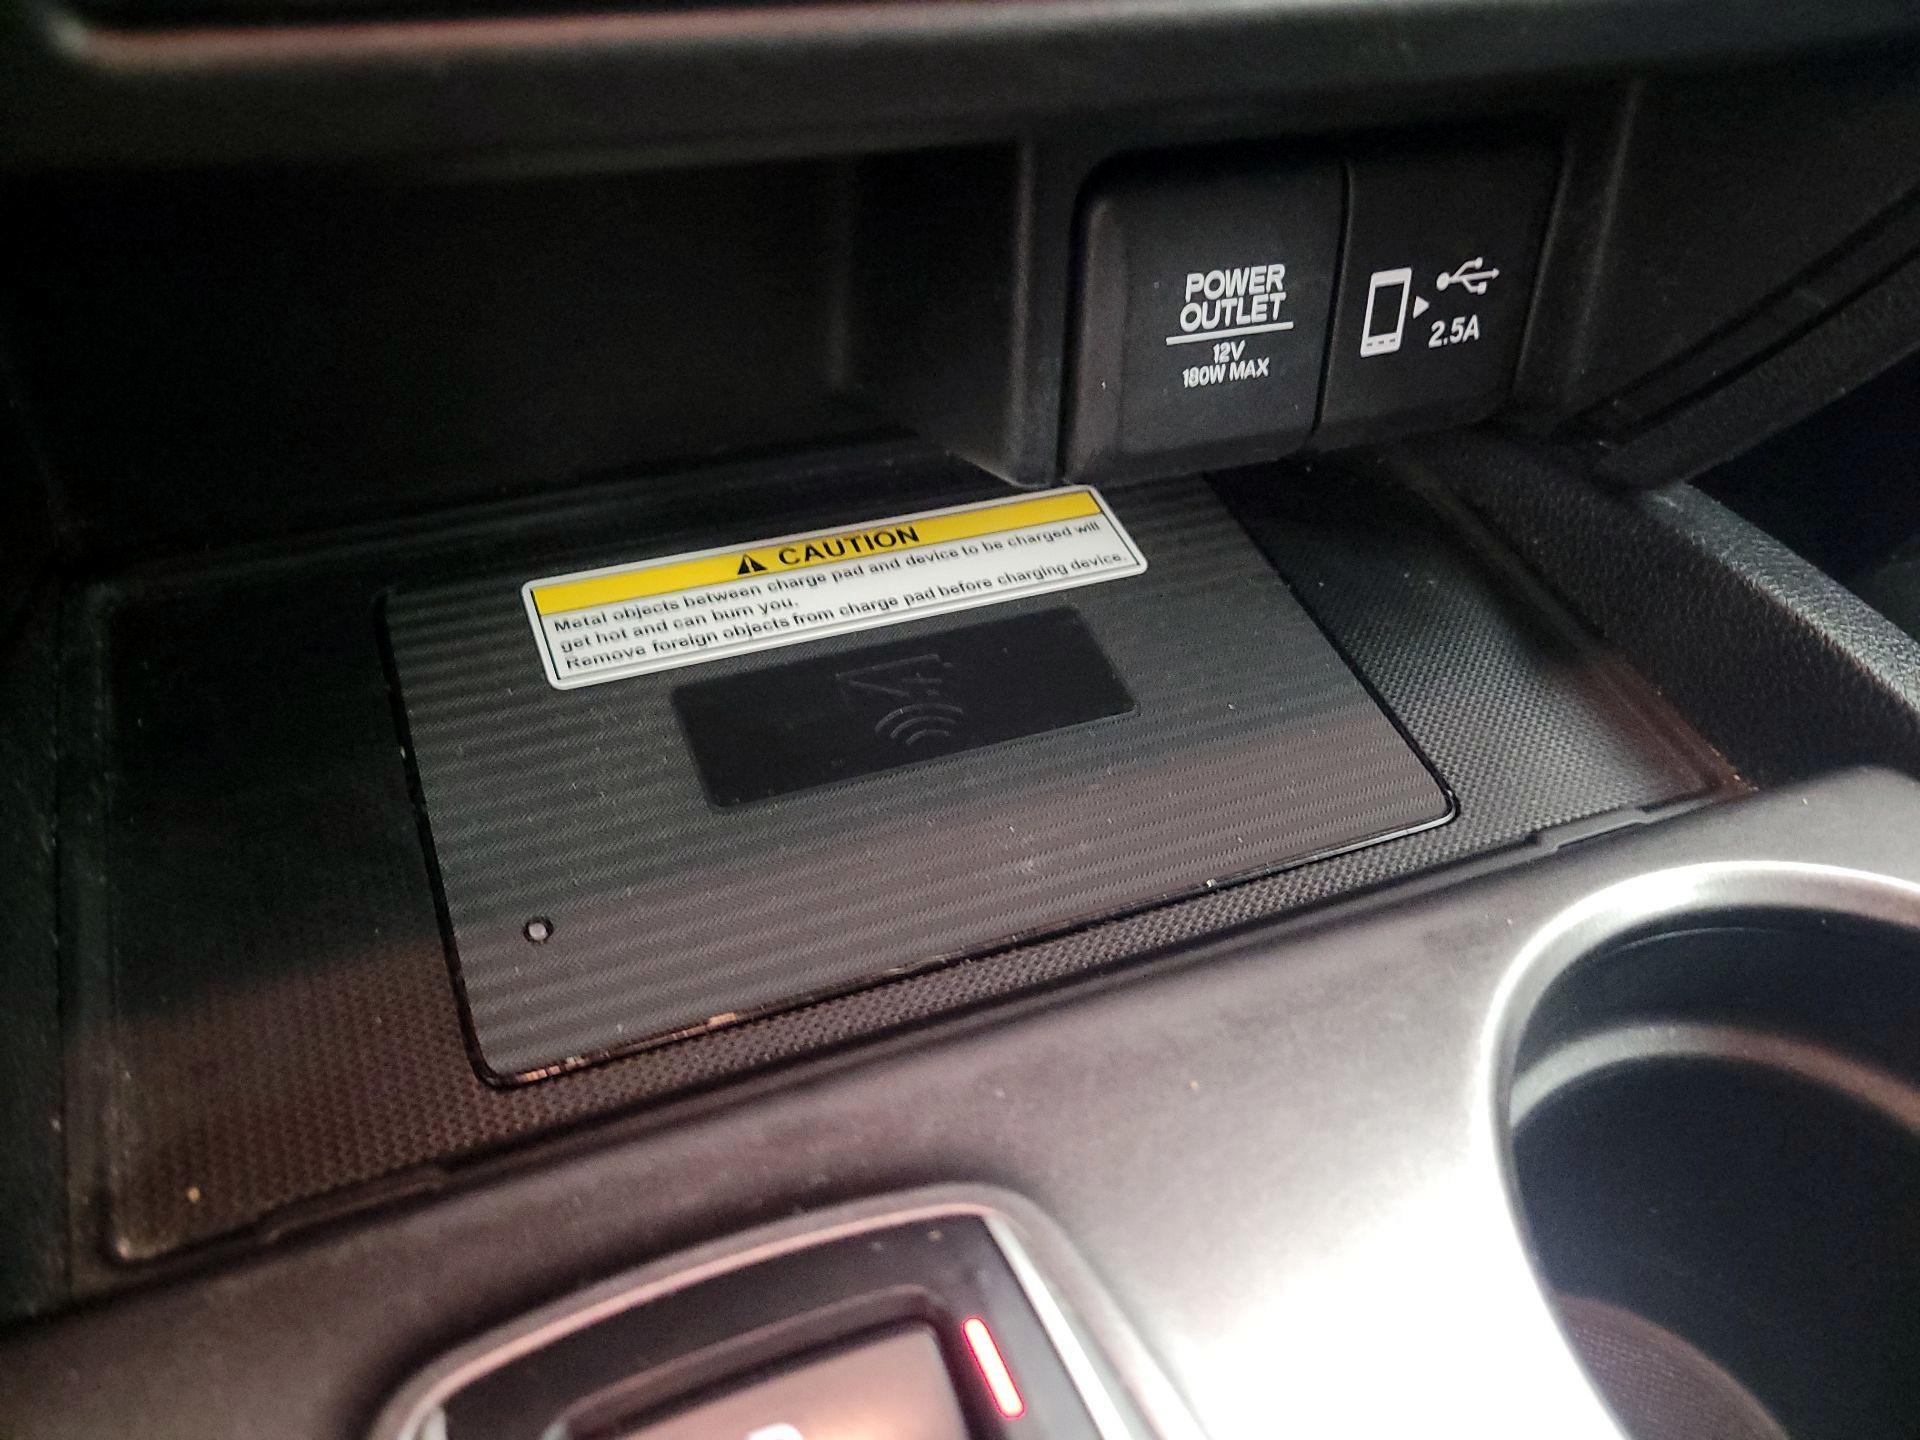 POWER
OUTLET
12V
180W MAX
2.5A
CAUTION
Metal objects between charge pad and device to be charged will
get hot and can burn you.
Remove foreign objects from charge pad before charging device.